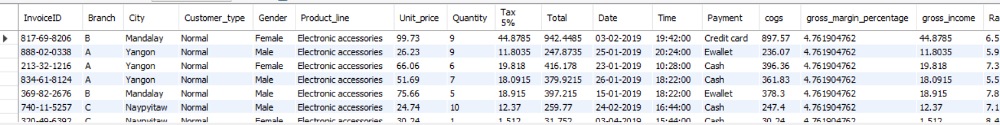 InvoiceID Branch City Customer_type Gender Product_line Unit_price Quantity Tax 5% Total Date Time Payment cogs gross_margin_percentage gross_income Ra
817-69-8206 B Mandalay Normal Female Electronic accessories 99.73 9 44.8785 942.4485 03-02-2019 19:42:00 Credit card 897.57 4.761904762 44.8785 6.5
888-02-0338 A Yangon Normal Male Electronic accessories 26.23 9 11.8035 247.8735 25-01-2019 20:24:00 Ewallet 236.07 4.761904762 11.8035 5.9
213-32-1216 A Yangon Normal Female Electronic accessories 66.06 6 19.818 416.178 23-01-2019 10:28:00 Cash 396.36 4.761904762 19.818 7.3
834-61-8124 A Yangon Normal Male Electronic accessories 51.69 7 18.0915 379.9215 26-01-2019 18:22:00 Cash 361.83 4.761904762 18.0915 5.5
369-82-2676 B Mandalay Normal Male Electronic accessories 75.66 5 18.915 397.215 15-01-2019 18:22:00 Ewallet 378.3 4.761904762 18.915 7.8
740-11-5257 C Naypyitaw Normal Male Electronic accessories 24.74 10 12.37 259.77 24-02-2019 16:44:00 Cash 247.4 4.761904762 12.37 7.1
320-49-6392 C Naypyitaw Normal Female Electronic accessories 30.24 1 1.512 31.752 03-04-2019 15:44:00 Cash 30.24 4.761904762 1.512 8.4